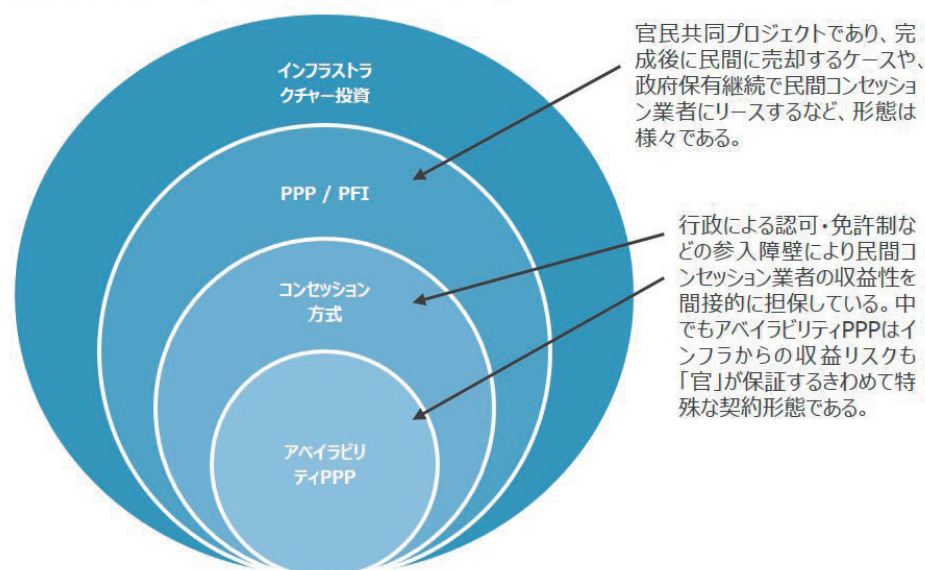 インフラストラ
クチャー投資
PPP / PFI
コンセッション
方式
アベイラビリ
ティPPP
官民共同プロジェクトであり、完
成後に民間に売却するケースや、
政府保有継続で民間コンセッショ
ン業者にリースするなど、形態は
様々である。
行政による認可・免許制な
どの参入障壁により民間コ
ンセッション業者の収益性を
間接的に担保している。中
でもアベイラビリティPPPはイ
ンフラからの収益リスクも
「官」が保証するきわめて特
殊な契約形態である。